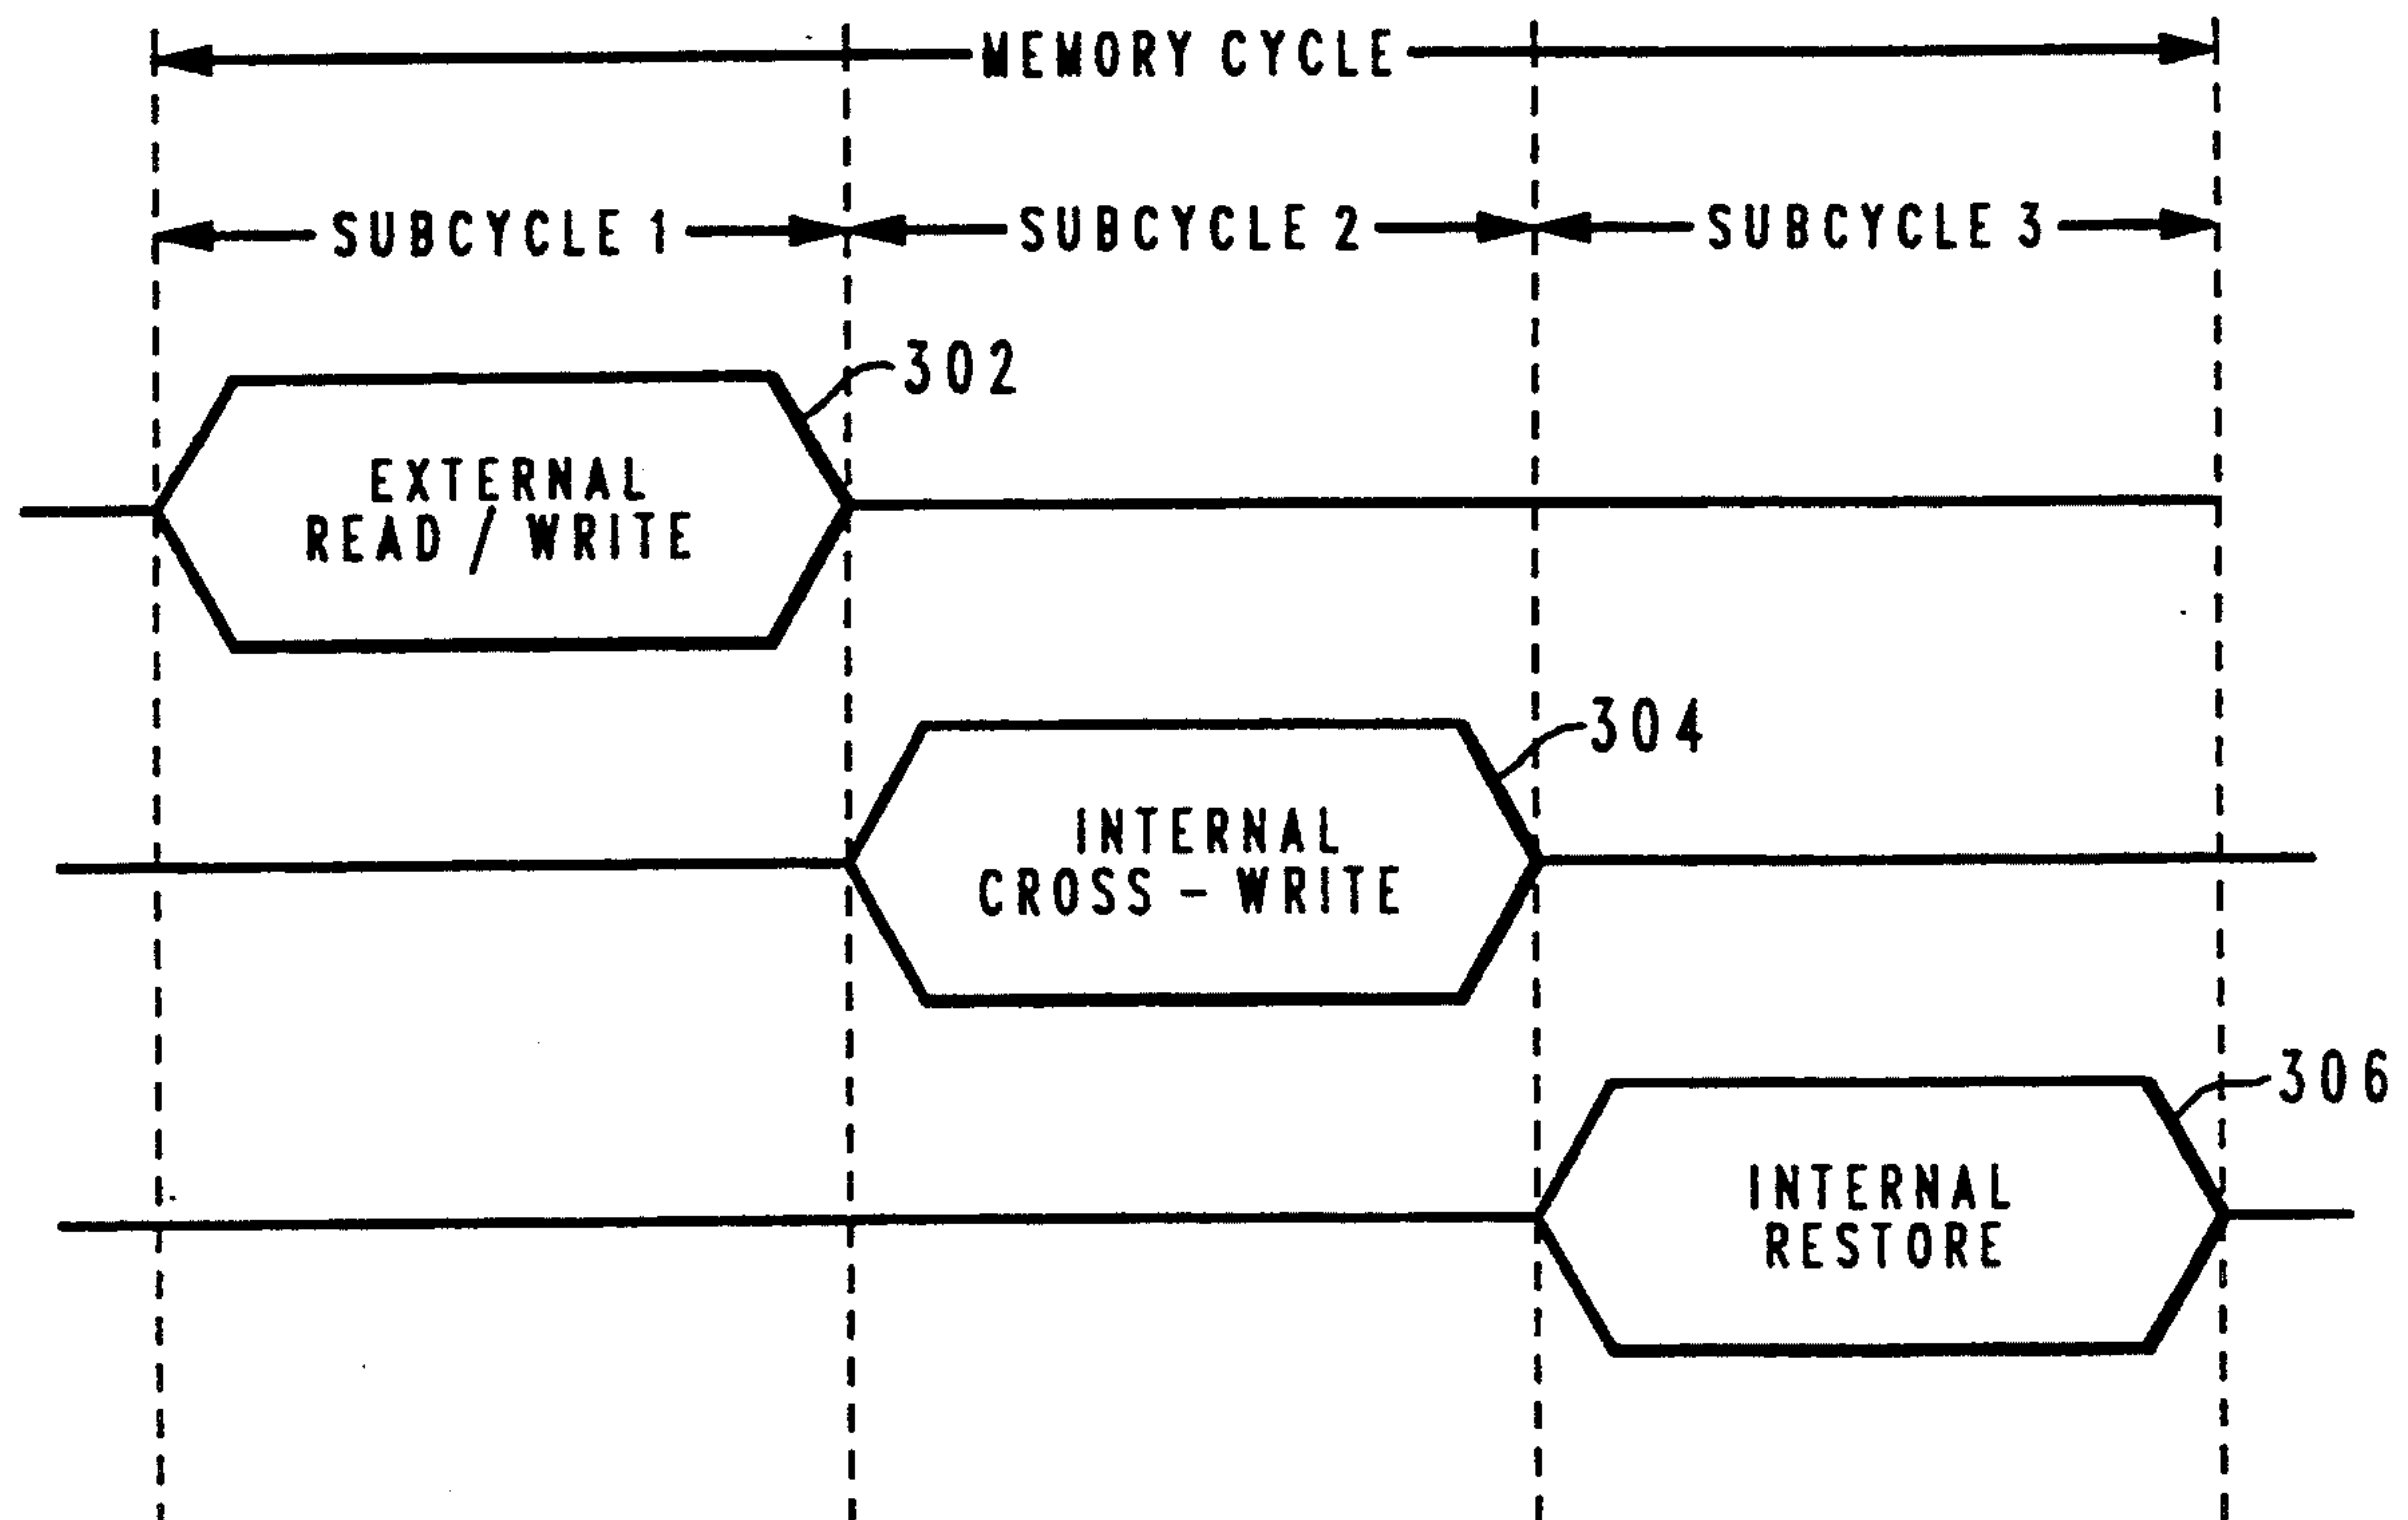 MEMORY CYCLE
SUBCYCLE 1
SUBCYCLE 2
SUBCYCLE 3
302
EXTERNAL
READ / WRITE
304
INTERNAL
CROSS - WRITE
306
INTERNAL
RESTORE